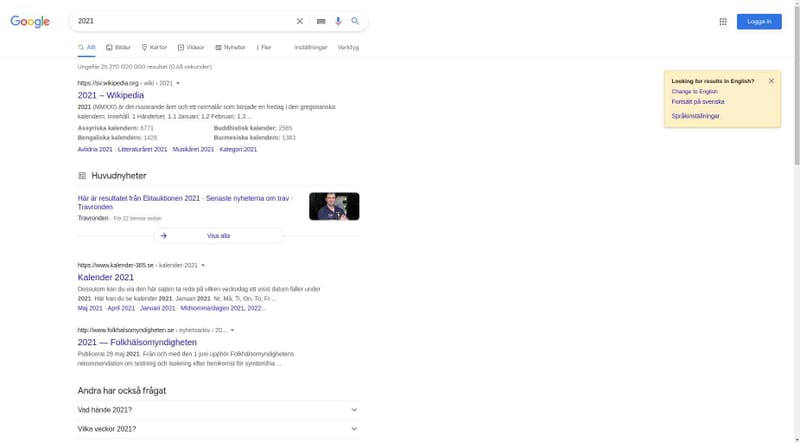 Google
2021
Logga in
Allt
Bilder
Kartor
Videor
Nyheter
Fler
Inställningar
Verktyg
Ungefär 25 270 000 000 resultat (0,65 sekunder)
https://sv.wikipedia.org › wiki › 2021
2021 – Wikipedia
2021 (MMXXI) är det nuvarande året och ett normalår som började en fredag i den gregorianska
kalendern. Innehåll. 1 Händelser. 1.1 Januari; 1.2 Februari; 1.3 ...
Assyriska kalendern: 6771
Buddhistisk kalender: 2565
Bengaliska kalendern: 1428
Burmesiska kalendern: 1383
Avlidna 2021 · Litteraturåret 2021 · Musikåret 2021 · Kategori:2021
Huvudnyheter
Här är resultatet från Elitauktionen 2021 · Senaste nyheterna om trav ·
Travronden
Travronden · För 22 timmar sedan
Visa alla
https://www.kalender-365.se › kalender-2021
Kalender 2021
Dessutom kan du via den här sajten ta reda på vilken veckodag ett visst datum faller under
2021. Här kan du se kalender 2021. Januari 2021. Nr, Må, Ti, On, To, Fr ...
Maj 2021 · April 2021 · Januari 2021 · Midsommardagen 2021, 2022...
http://www.folkhalsomyndigheten.se › nyhetsarkiv › 20...
2021 — Folkhälsomyndigheten
Publicerat 28 maj 2021. Från och med den 1 juni upphör Folkhälsomyndighetens
rekommendation om testning och isolering efter hemkomst för symtomfria ...
Andra har också frågat
Vad hände 2021?
Vilka veckor 2021?
Looking for results in English?
Change to English
Fortsätt på svenska
Språkinställningar